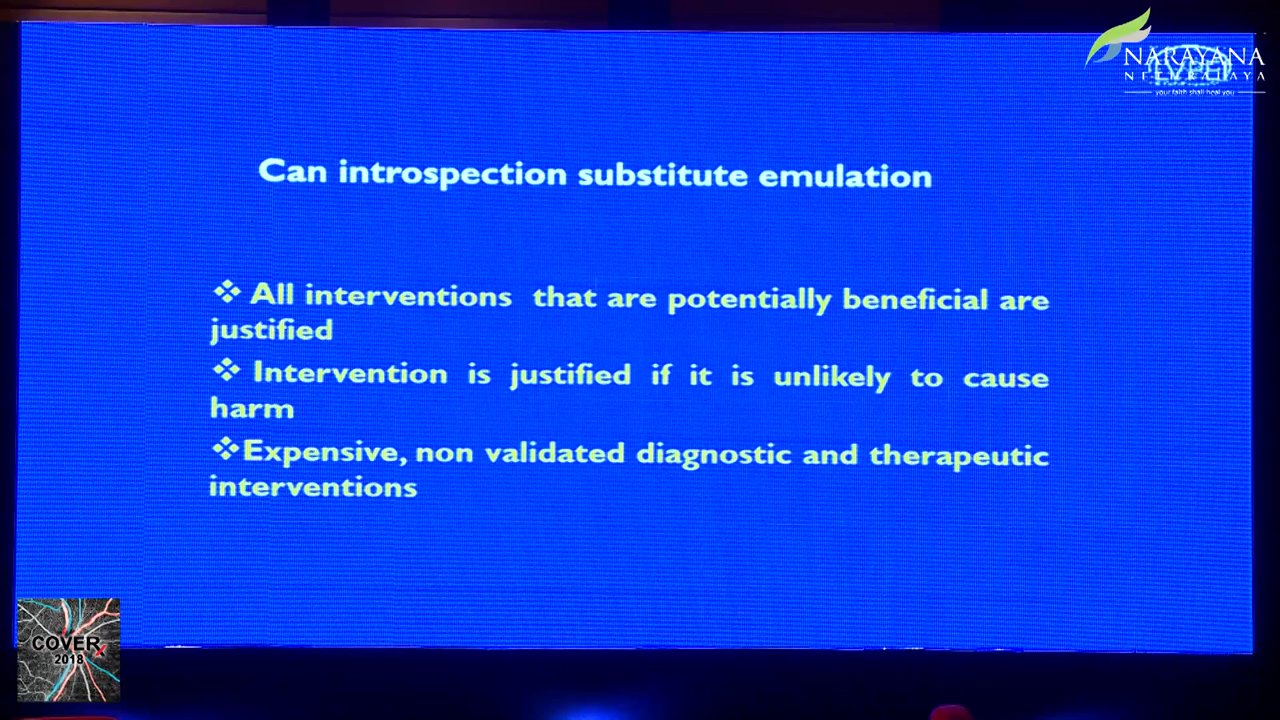 NARAYANA
NETHRALAYA
your faith shall heal you
Can introspection substitute emulation
❖ All interventions that are potentially beneficial are
justified
❖ Intervention is justified if it is unlikely to cause
harm
❖Expensive, non validated diagnostic and therapeutic
interventions
COVER
2018